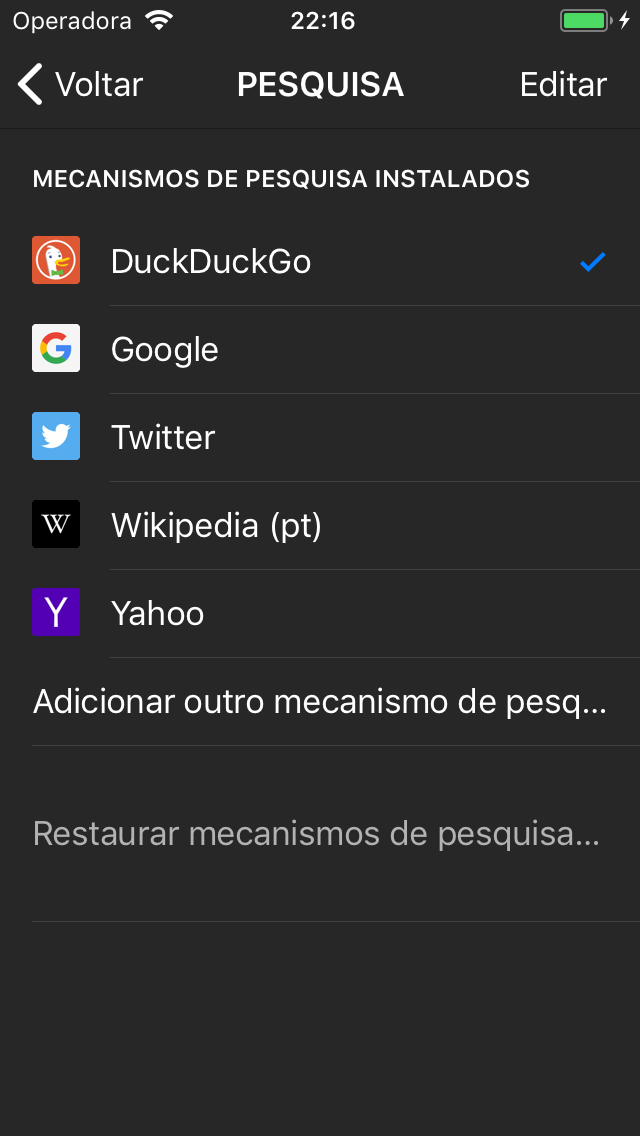 Operadora 22:16
Voltar PESQUISA Editar
MECANISMOS DE PESQUISA INSTALADOS
DuckDuckGo
Google
Twitter
W Wikipedia (pt)
Y Yahoo
Adicionar outro mecanismo de pesq...
Restaurar mecanismos de pesquisa...